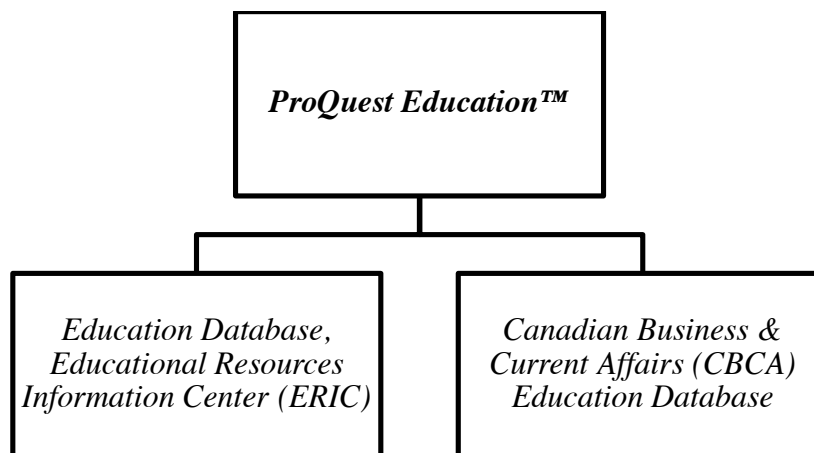 ProQuest Education™
Education Database,
Educational Resources
Information Center (ERIC)
Canadian Business &
Current Affairs (CBCA)
Education Database